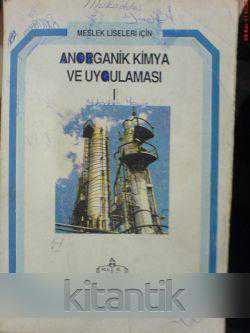 MESLEK LİSELERİ İÇİN
ANORGANİK KİMYA
VE UYGULAMASI
I
kitantik